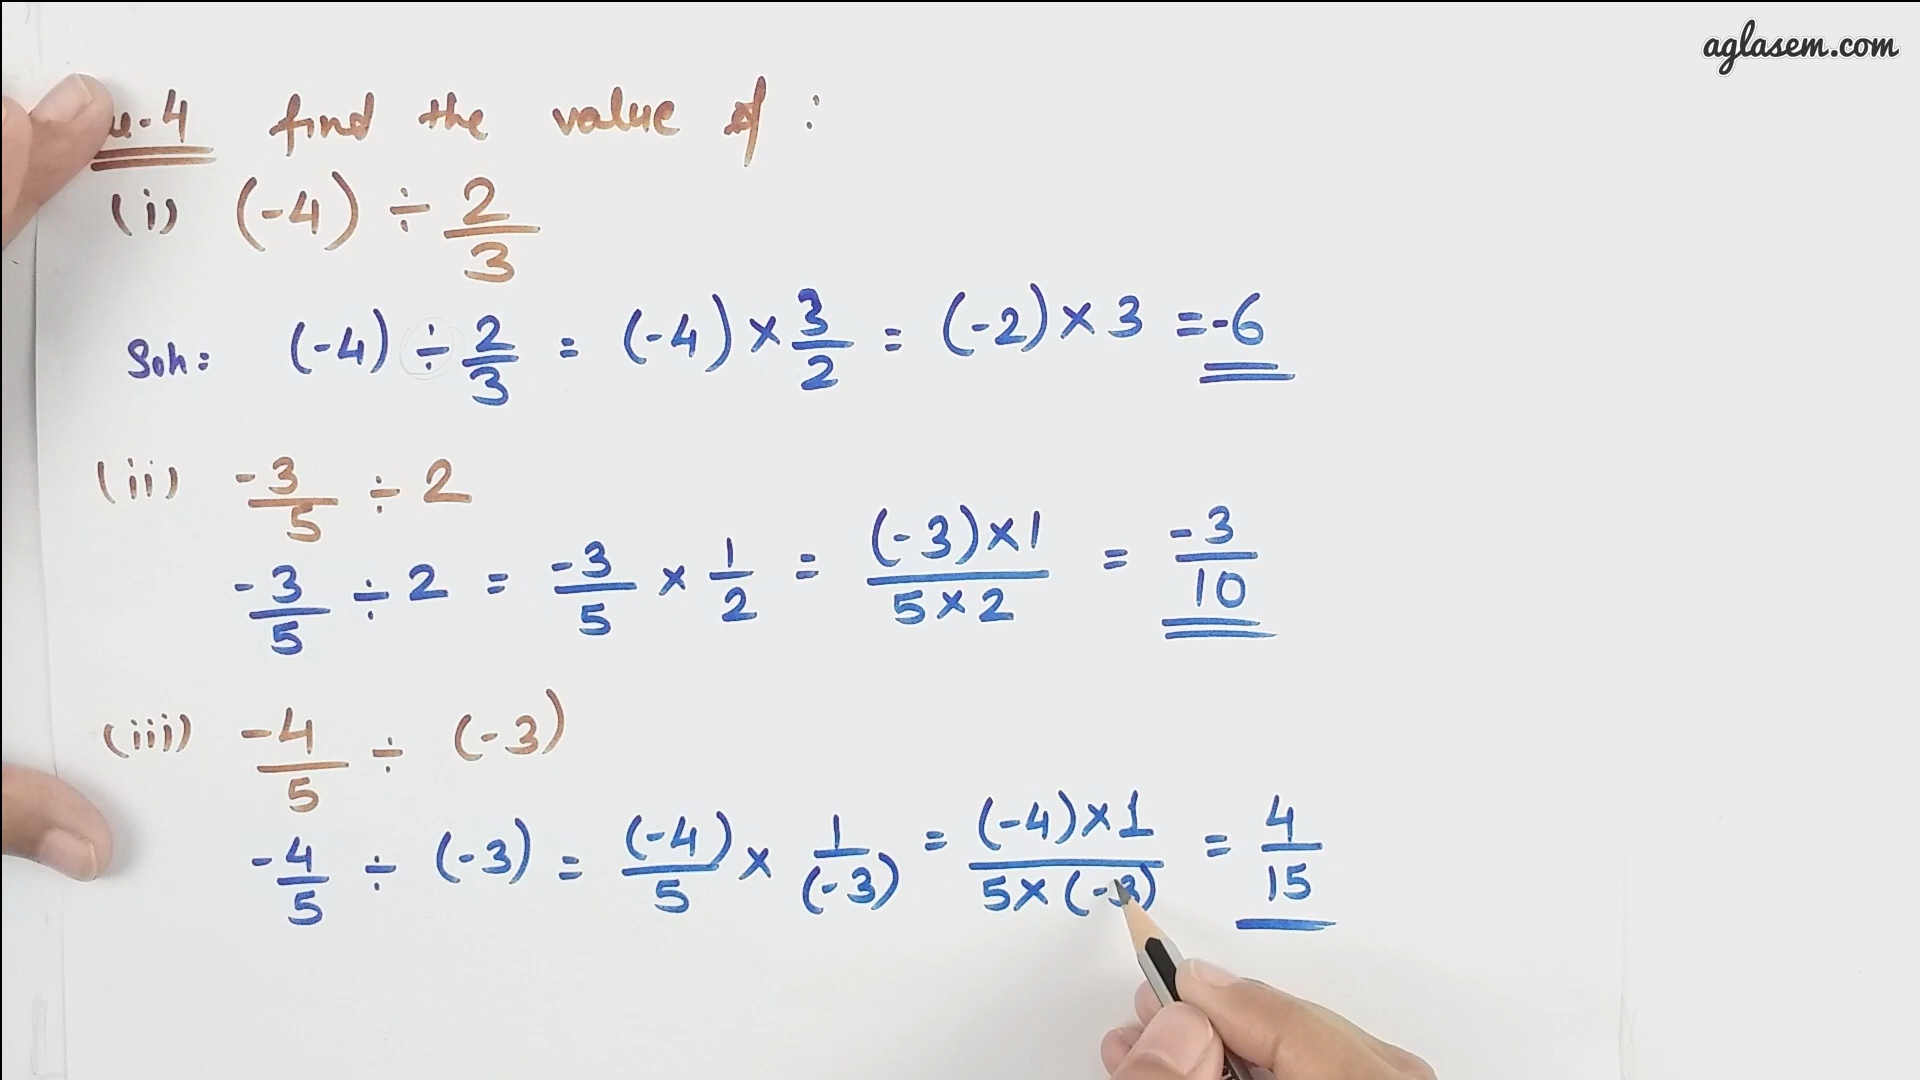 aglasem.com
-4 find the value of :
(i) (-4) ÷ 2/3
Soln: (-4) ÷ 2/3 = (-4) × 3/2 = (-2) × 3 = -6
(ii) -3/5 ÷ 2
-3/5 ÷ 2 = -3/5 × 1/2 = (-3)×1/5×2 = -3/10
(iii) -4/5 ÷ (-3)
-4/5 ÷ (-3) = (-4)/5 × 1/(-3) = (-4)×1/5×(-3) = 4/15